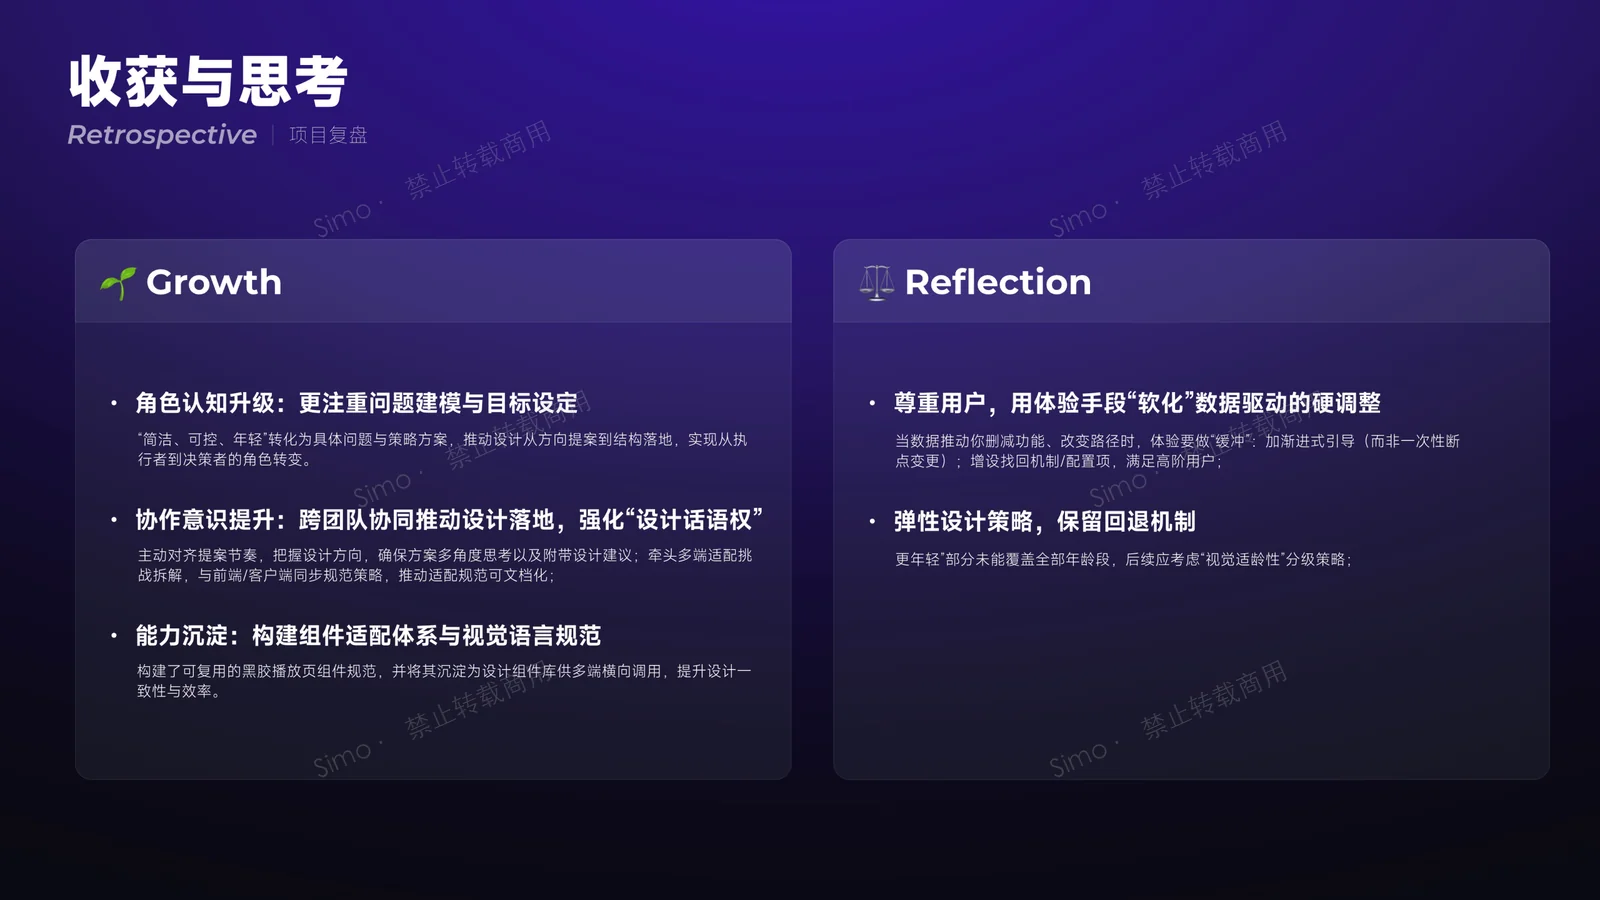 收获与思考
Retrospective | 项目复盘
Simo · 禁止转载商用
Simo · 禁止转载商用
Growth
• 角色认知升级：更注重问题建模与目标设定
“简洁、可控、年轻”转化为具体问题与策略方案，推动设计从方向提案到结构落地，实现从执
行者到决策者的角色转变。
• 协作意识提升：跨团队协同推动设计落地，强化“设计话语权”
主动对齐提案节奏，把握设计方向，确保方案多角度思考以及附带设计建议；牵头多端适配挑
战拆解，与前端/客户端同步规范策略，推动适配规范可文档化；
• 能力沉淀：构建组件适配体系与视觉语言规范
构建了可复用的黑胶播放页组件规范，并将其沉淀为设计组件库供多端横向调用，提升设计一
致性与效率。
Simo · 禁止转载商用
Simo · 禁止转载商用
Reflection
• 尊重用户，用体验手段“软化”数据驱动的硬调整
当数据推动你删减功能、改变路径时，体验要做“缓冲”：加渐进式引导（而非一次性断
点变更）；增设找回机制/配置项，满足高阶用户；
• 弹性设计策略，保留回退机制
更年轻”部分未能覆盖全部年龄段，后续应考虑“视觉适龄性”分级策略；
Simo · 禁止转载商用
Simo · 禁止转载商用